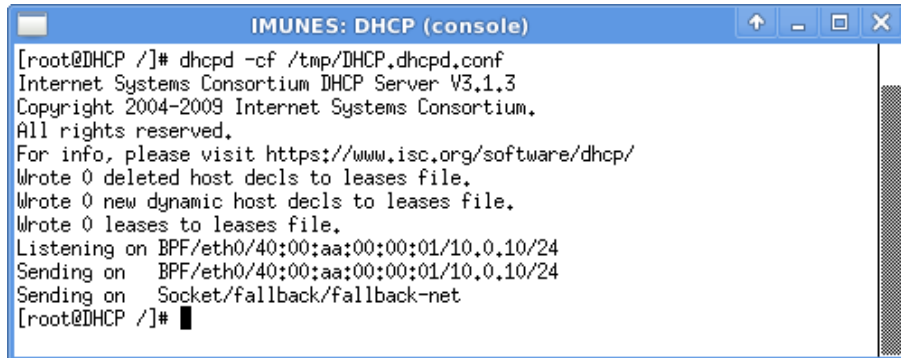 IMUNES: DHCP (console)
[root@DHCP /]# dhcpd -cf /tmp/DHCP.dhcpd.conf
Internet Systems Consortium DHCP Server V3.1.3
Copyright 2004-2009 Internet Systems Consortium.
All rights reserved.
For info, please visit https://www.isc.org/software/dhcp/
Wrote 0 deleted host decls to leases file.
Wrote 0 new dynamic host decls to leases file.
Wrote 0 leases to leases file.
Listening on BPF/eth0/40:00:aa:00:00:01/10.0.10/24
Sending on   BPF/eth0/40:00:aa:00:00:01/10.0.10/24
Sending on   Socket/fallback/fallback-net
[root@DHCP /]#